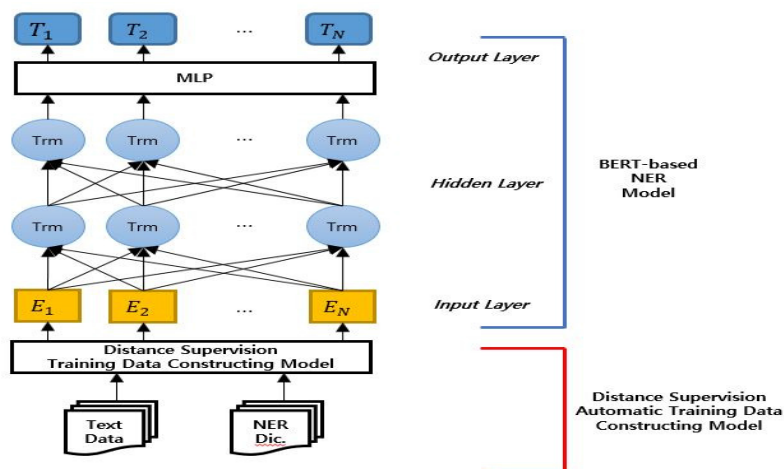 T1 T2 ... TN
Output Layer
MLP
Trm Trm ... Trm
BERT-based
NER
Model
Hidden Layer
Trm Trm ... Trm
E1 E2 ... EN
Input Layer
Distance Supervision
Training Data Constructing Model
Distance Supervision
Automatic Training Data
Constructing Model
Text
Data
NER
Dic.